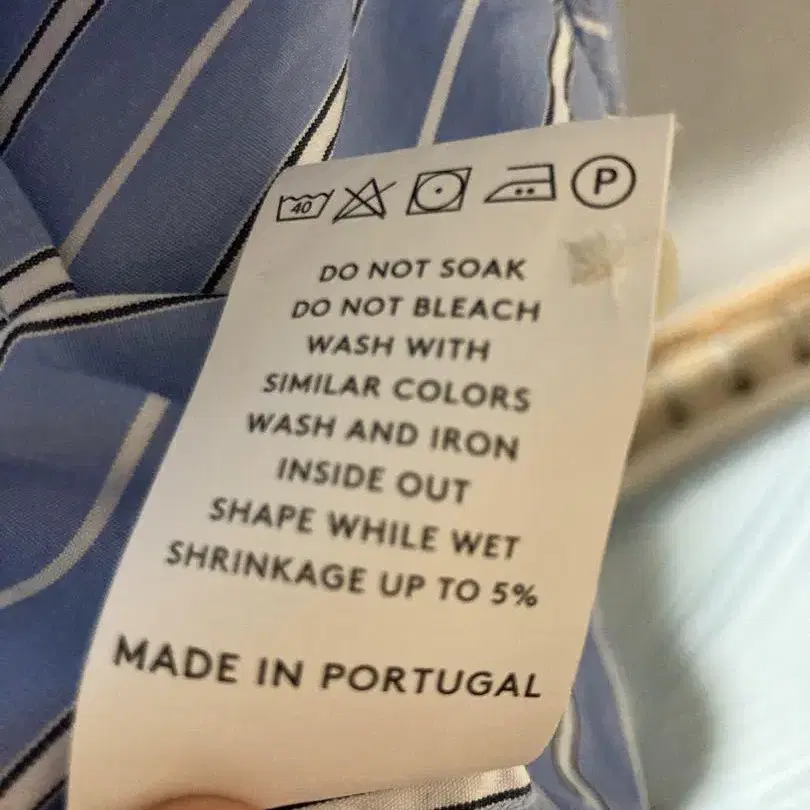 40 P
DO NOT SOAK
DO NOT BLEACH
WASH WITH
SIMILAR COLORS
WASH AND IRON
INSIDE OUT
SHAPE WHILE WET
SHRINKAGE UP TO 5%
MADE IN PORTUGAL